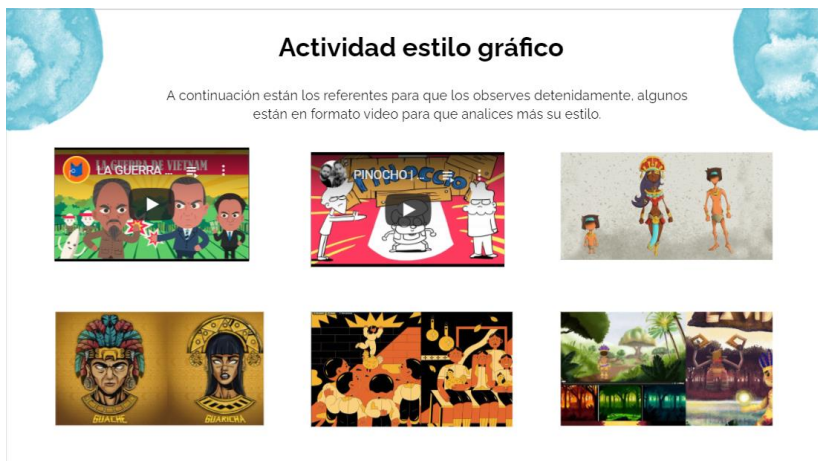 Actividad estilo gráfico
A continuación están los referentes para que los observes detenidamente, algunos
están en formato video para que analices más su estilo.
LA GUERRA DE VIETNAM
LA GUERRA ...
PINOCHO | ...
PINOCCIO
GUACHE
GUARICHA